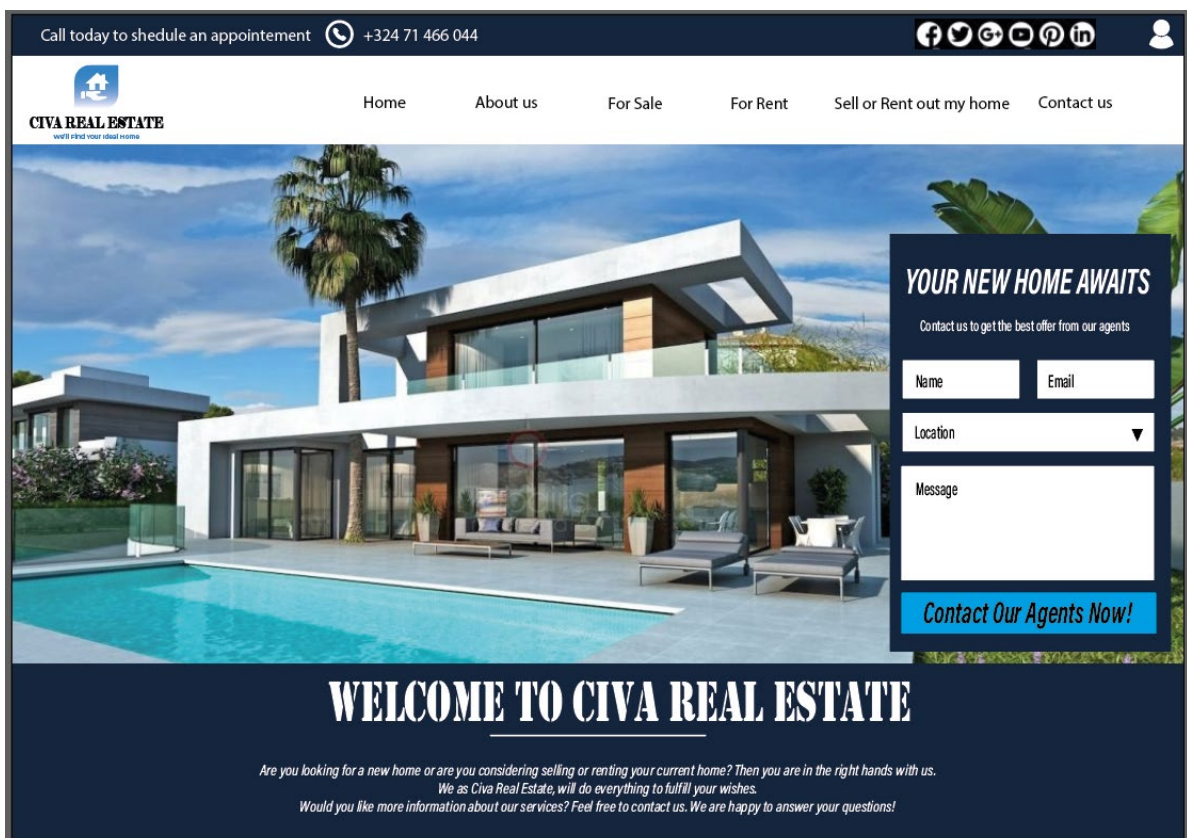 Call today to shedule an appointement +324 71 466 044
CIVA REAL ESTATE
We'll Find Your Ideal Home
Home About us For Sale For Rent Sell or Rent out my home Contact us
YOUR NEW HOME AWAITS
Contact us to get the best offer from our agents
Name Email
Location
Message
Contact Our Agents Now!
WELCOME TO CIVA REAL ESTATE
Are you looking for a new home or are you considering selling or renting your current home? Then you are in the right hands with us.
We as Civa Real Estate, will do everything to fulfill your wishes.
Would you like more information about our services? Feel free to contact us. We are happy to answer your questions!